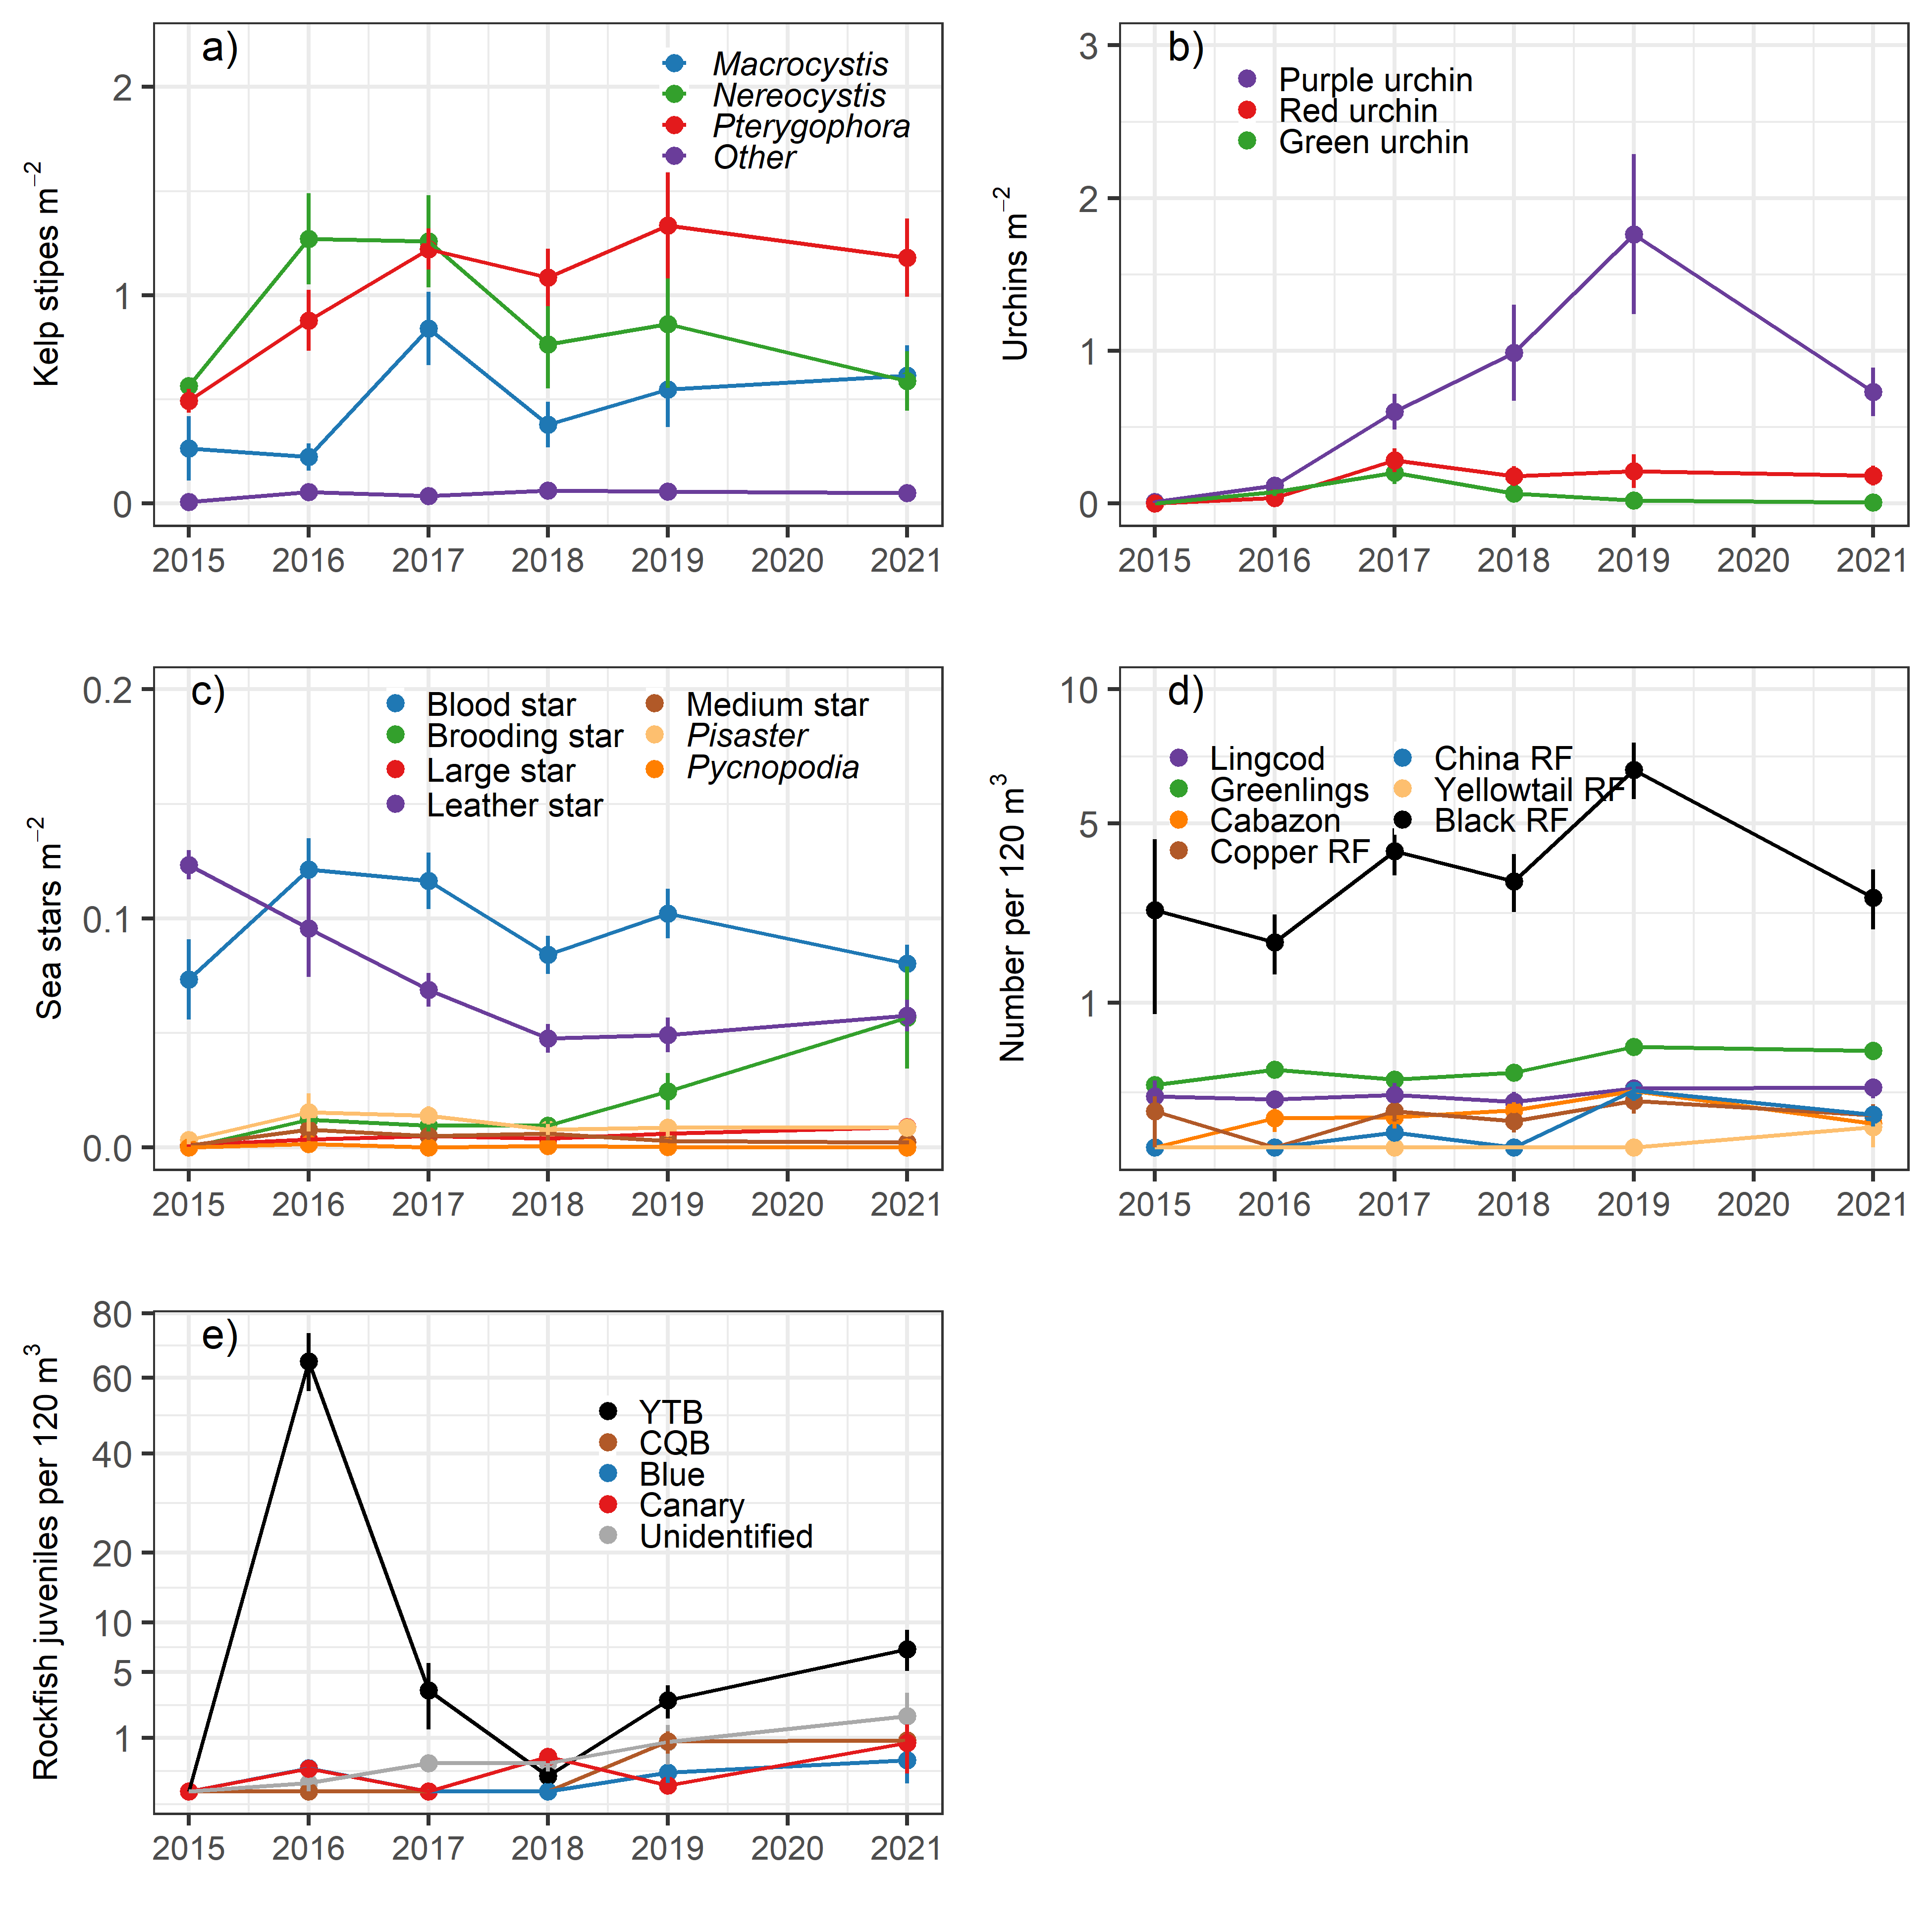 a)
Macrocystis
Nereocystis
Pterygophora
Other
Kelp stipes m⁻²
2
1
0
2015 2016 2017 2018 2019 2020 2021
b)
Purple urchin
Red urchin
Green urchin
Urchins m⁻²
3
2
1
0
2015 2016 2017 2018 2019 2020 2021
c)
Blood star Medium star
Brooding star Pisaster
Large star Pycnopodia
Leather star
Sea stars m⁻²
0.2
0.1
0.0
2015 2016 2017 2018 2019 2020 2021
d)
Lingcod China RF
Greenlings Yellowtail RF
Cabazon Black RF
Copper RF
Number per 120 m³
10
5
1
2015 2016 2017 2018 2019 2020 2021
e)
YTB
CQB
Blue
Canary
Unidentified
Rockfish juveniles per 120 m³
80
60
40
20
10
5
1
2015 2016 2017 2018 2019 2020 2021